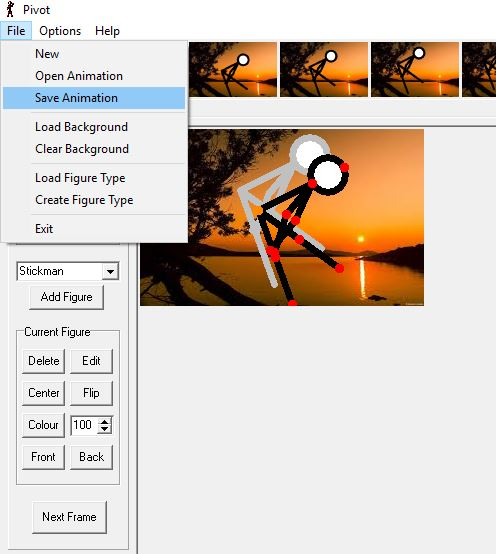 Pivot
File Options Help
New
Open Animation
Save Animation
Load Background
Clear Background
Load Figure Type
Create Figure Type
Exit
Stickman
Add Figure
Current Figure
Delete Edit
Center Flip
Colour 100
Front Back
Next Frame